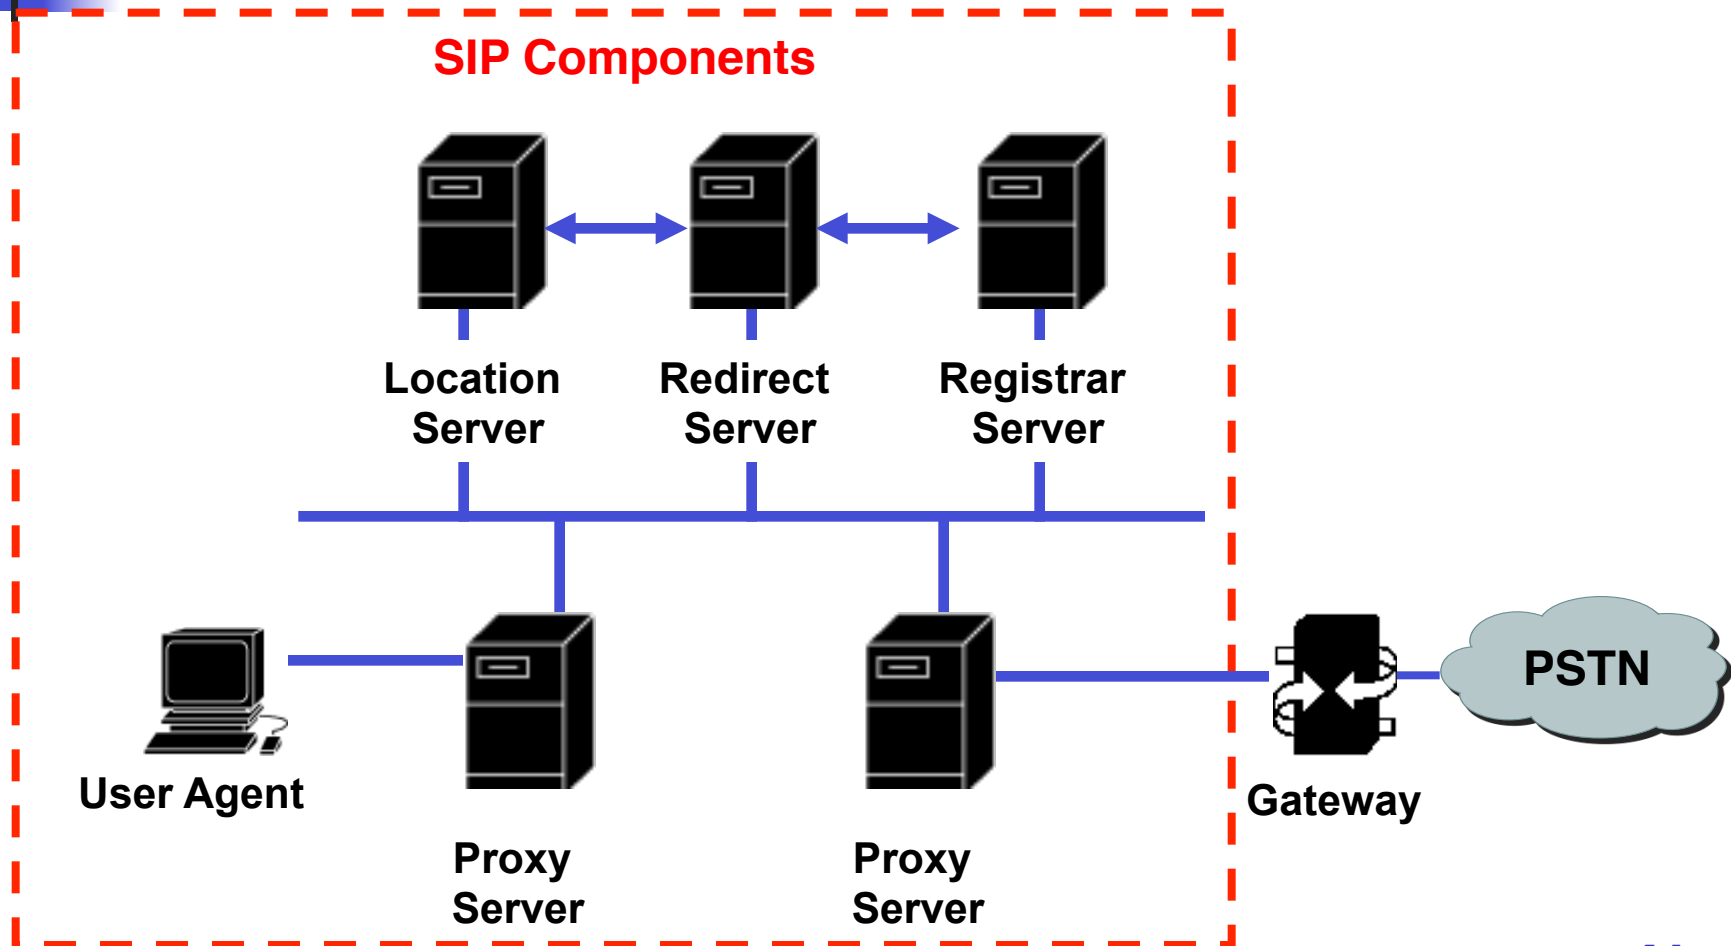 SIP Components
Location
Server
Redirect
Server
Registrar
Server
User Agent
Proxy
Server
Proxy
Server
Gateway
PSTN